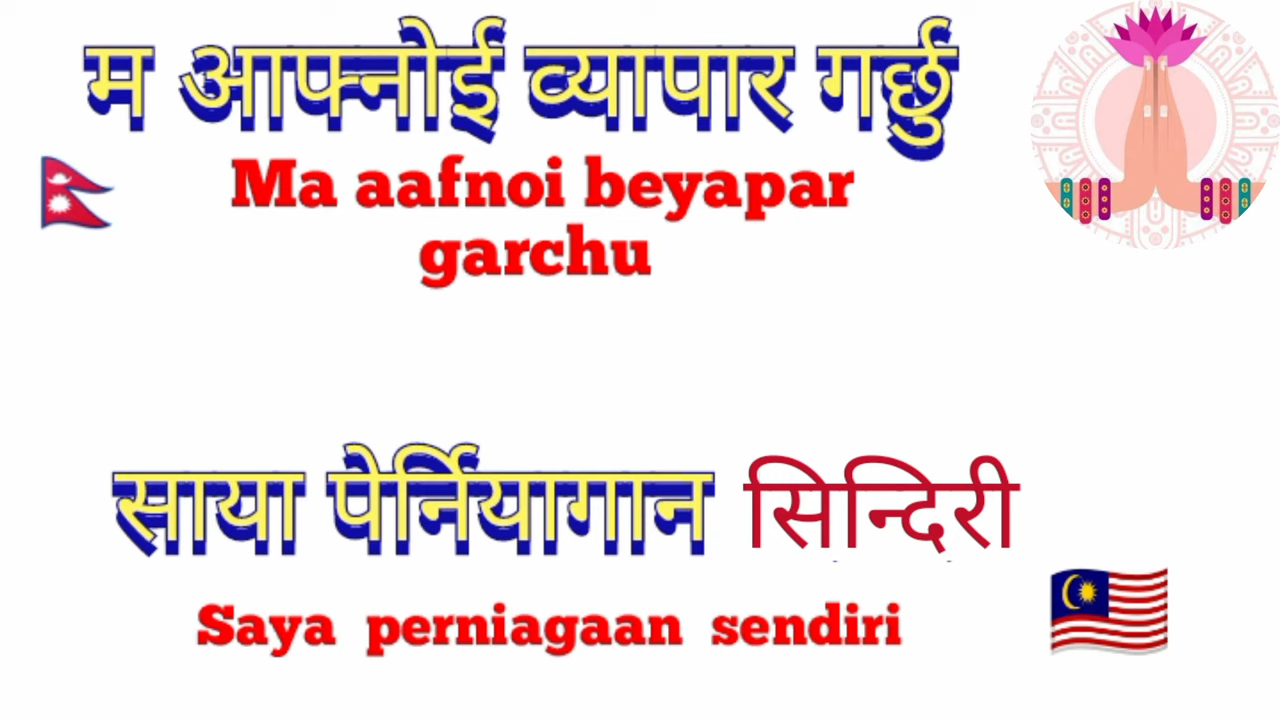 म आफ्नोई व्यापार गर्छु
Ma aafnoi beyapar
garchu
साया पेर्नियागान सिन्दिरी
Saya perniagaan sendiri